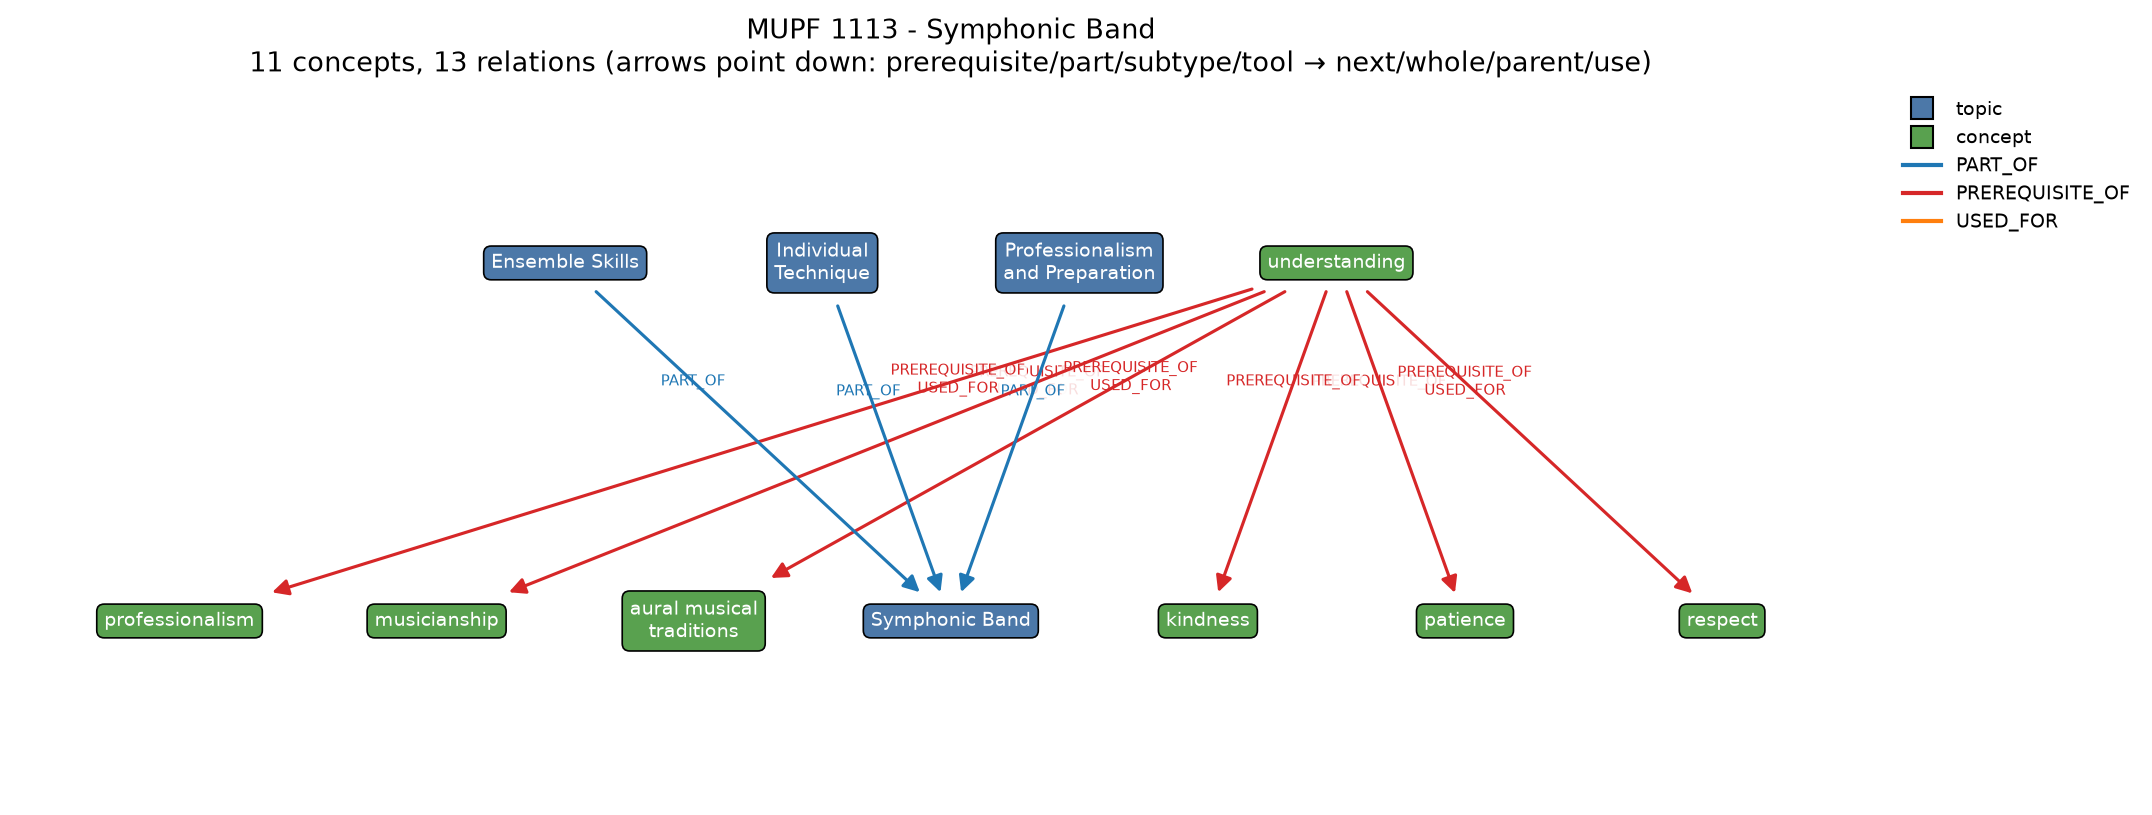 MUPF 1113 - Symphonic Band
11 concepts, 13 relations (arrows point down: prerequisite/part/subtype/tool → next/whole/parent/use)
topic
concept
PART_OF
PREREQUISITE_OF
USED_FOR
Ensemble Skills
Individual
Technique
Professionalism
and Preparation
understanding
PART_OF
PART_OF
PART_OF
PREREQUISITE_OF
USED_FOR
PREREQUISITE_OF
USED_FOR
PREREQUISITE_OF
PREREQUISITE_OF
USED_FOR
professionalism
musicianship
aural musical
traditions
Symphonic Band
kindness
patience
respect